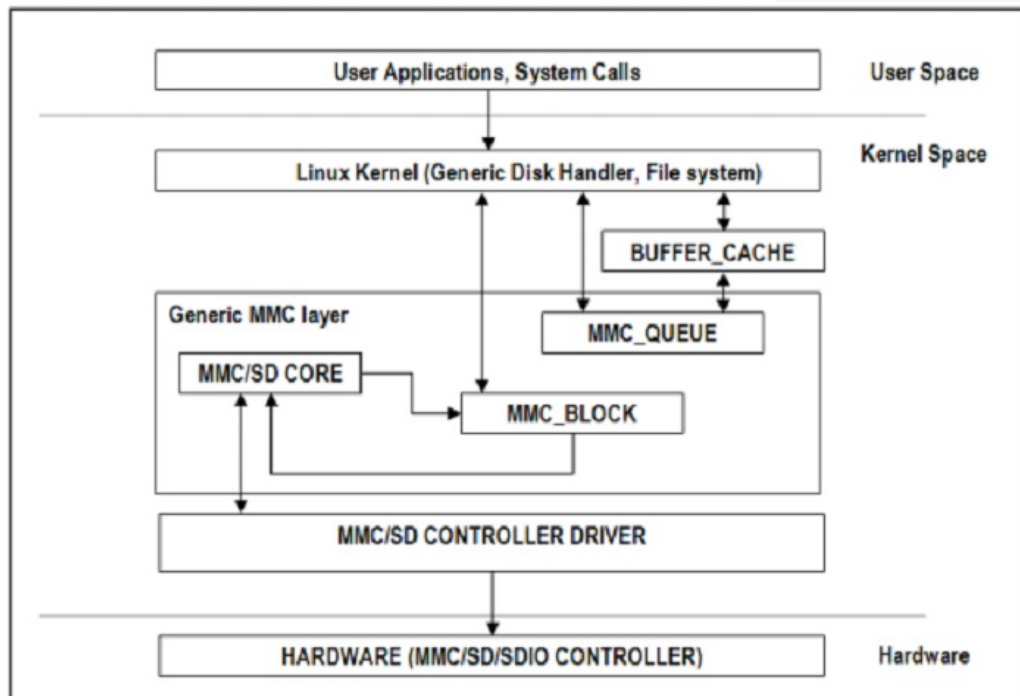 User Applications, System Calls
User Space
Kernel Space
Linux Kernel (Generic Disk Handler, File system)
BUFFER_CACHE
Generic MMC layer
MMC_QUEUE
MMC/SD CORE
MMC_BLOCK
MMC/SD CONTROLLER DRIVER
HARDWARE (MMC/SD/SDIO CONTROLLER)
Hardware